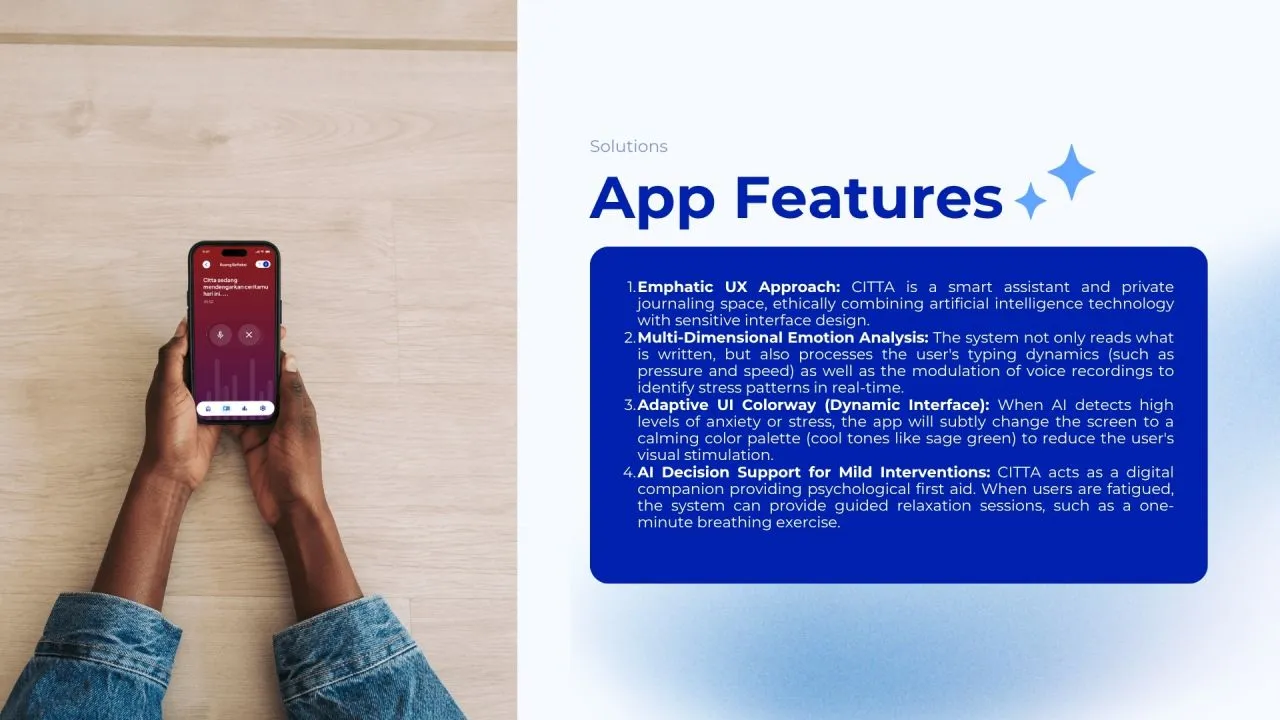 Solutions
App Features
1. Emphatic UX Approach: CITTA is a smart assistant and private
journaling space, ethically combining artificial intelligence technology
with sensitive interface design.
2. Multi-Dimensional Emotion Analysis: The system not only reads what
is written, but also processes the user's typing dynamics (such as
pressure and speed) as well as the modulation of voice recordings to
identify stress patterns in real-time.
3. Adaptive UI Colorway (Dynamic Interface): When AI detects high
levels of anxiety or stress, the app will subtly change the screen to a
calming color palette (cool tones like sage green) to reduce the user's
visual stimulation.
4. AI Decision Support for Mild Interventions: CITTA acts as a digital
companion providing psychological first aid. When users are fatigued,
the system can provide guided relaxation sessions, such as a one-
minute breathing exercise.
Ruang Refleksi
Citta sedang
mendengarkan ceritamu
hari ini....